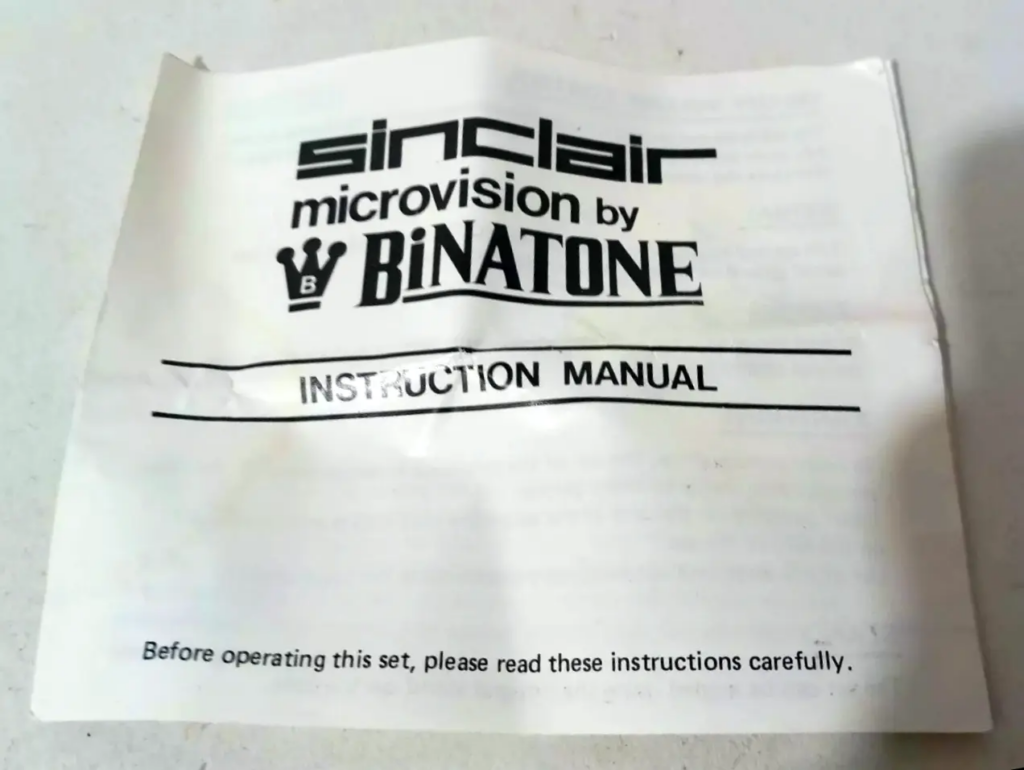 sinclair
microvision by
B BiNATONE
INSTRUCTION MANUAL
Before operating this set, please read these instructions carefully.